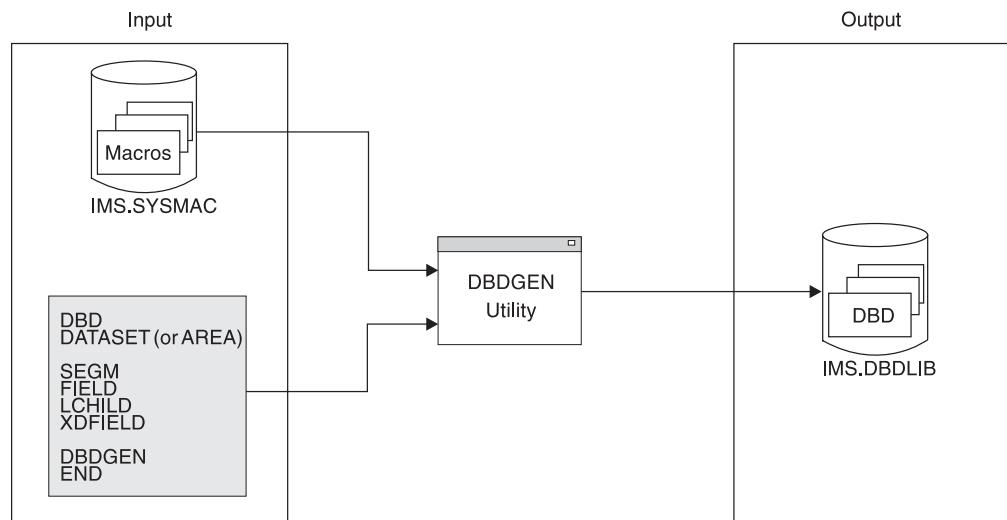 Input
Output
Macros
IMS.SYSMAC
DBD
DATASET (or AREA)
SEGM
FIELD
LCHILD
XDFIELD
DBDGEN
END
DBDGEN
Utility
DBD
IMS.DBDLIB